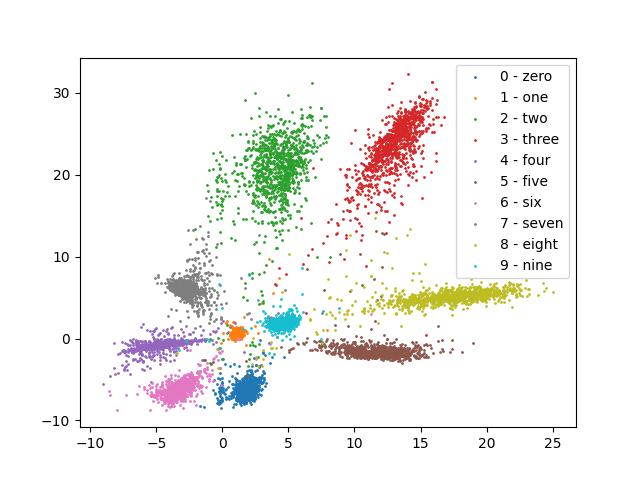 30
20
10
0
−10
−10
−5
0
5
10
15
20
25
0 - zero
1 - one
2 - two
3 - three
4 - four
5 - five
6 - six
7 - seven
8 - eight
9 - nine